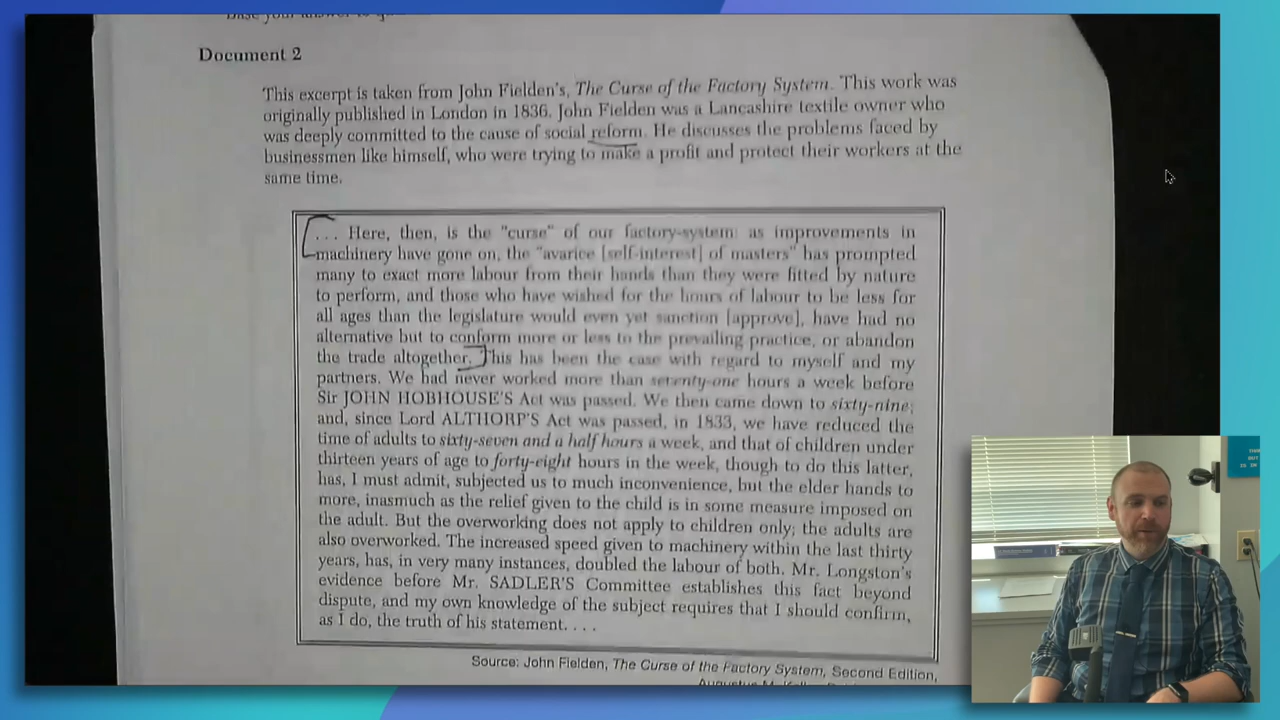 Document 2
This excerpt is taken from John Fielden's, The Curse of the Factory System. This work was
originally published in London in 1836. John Fielden was a Lancashire textile owner who
was deeply committed to the cause of social reform. He discusses the problems faced by
businessmen like himself, who were trying to make a profit and protect their workers at the
same time.
. . . Here, then, is the "curse" of our factory-system: as improvements in
machinery have gone on, the "avarice [self-interest] of masters" has prompted
many to exact more labour from their hands than they were fitted by nature
to perform, and those who have wished for the hours of labour to be less for
all ages than the legislature would even yet sanction [approve], have had no
alternative but to conform more or less to the prevailing practice, or abandon
the trade altogether. This has been the case with regard to myself and my
partners. We had never worked more than seventy-one hours a week before
Sir JOHN HOBHOUSE'S Act was passed. We then came down to sixty-nine;
and, since Lord ALTHORP'S Act was passed, in 1833, we have reduced the
time of adults to sixty-seven and a half hours a week, and that of children under
thirteen years of age to forty-eight hours in the week, though to do this latter,
has, I must admit, subjected us to much inconvenience, but the elder hands to
more, inasmuch as the relief given to the child is in some measure imposed on
the adult. But the overworking does not apply to children only; the adults are
also overworked. The increased speed given to machinery within the last thirty
years, has, in very many instances, doubled the labour of both. Mr. Longston's
evidence before Mr. SADLER'S Committee establishes this fact beyond
dispute, and my own knowledge of the subject requires that I should confirm,
as I do, the truth of his statement. . . .
Source: John Fielden, The Curse of the Factory System, Second Edition,